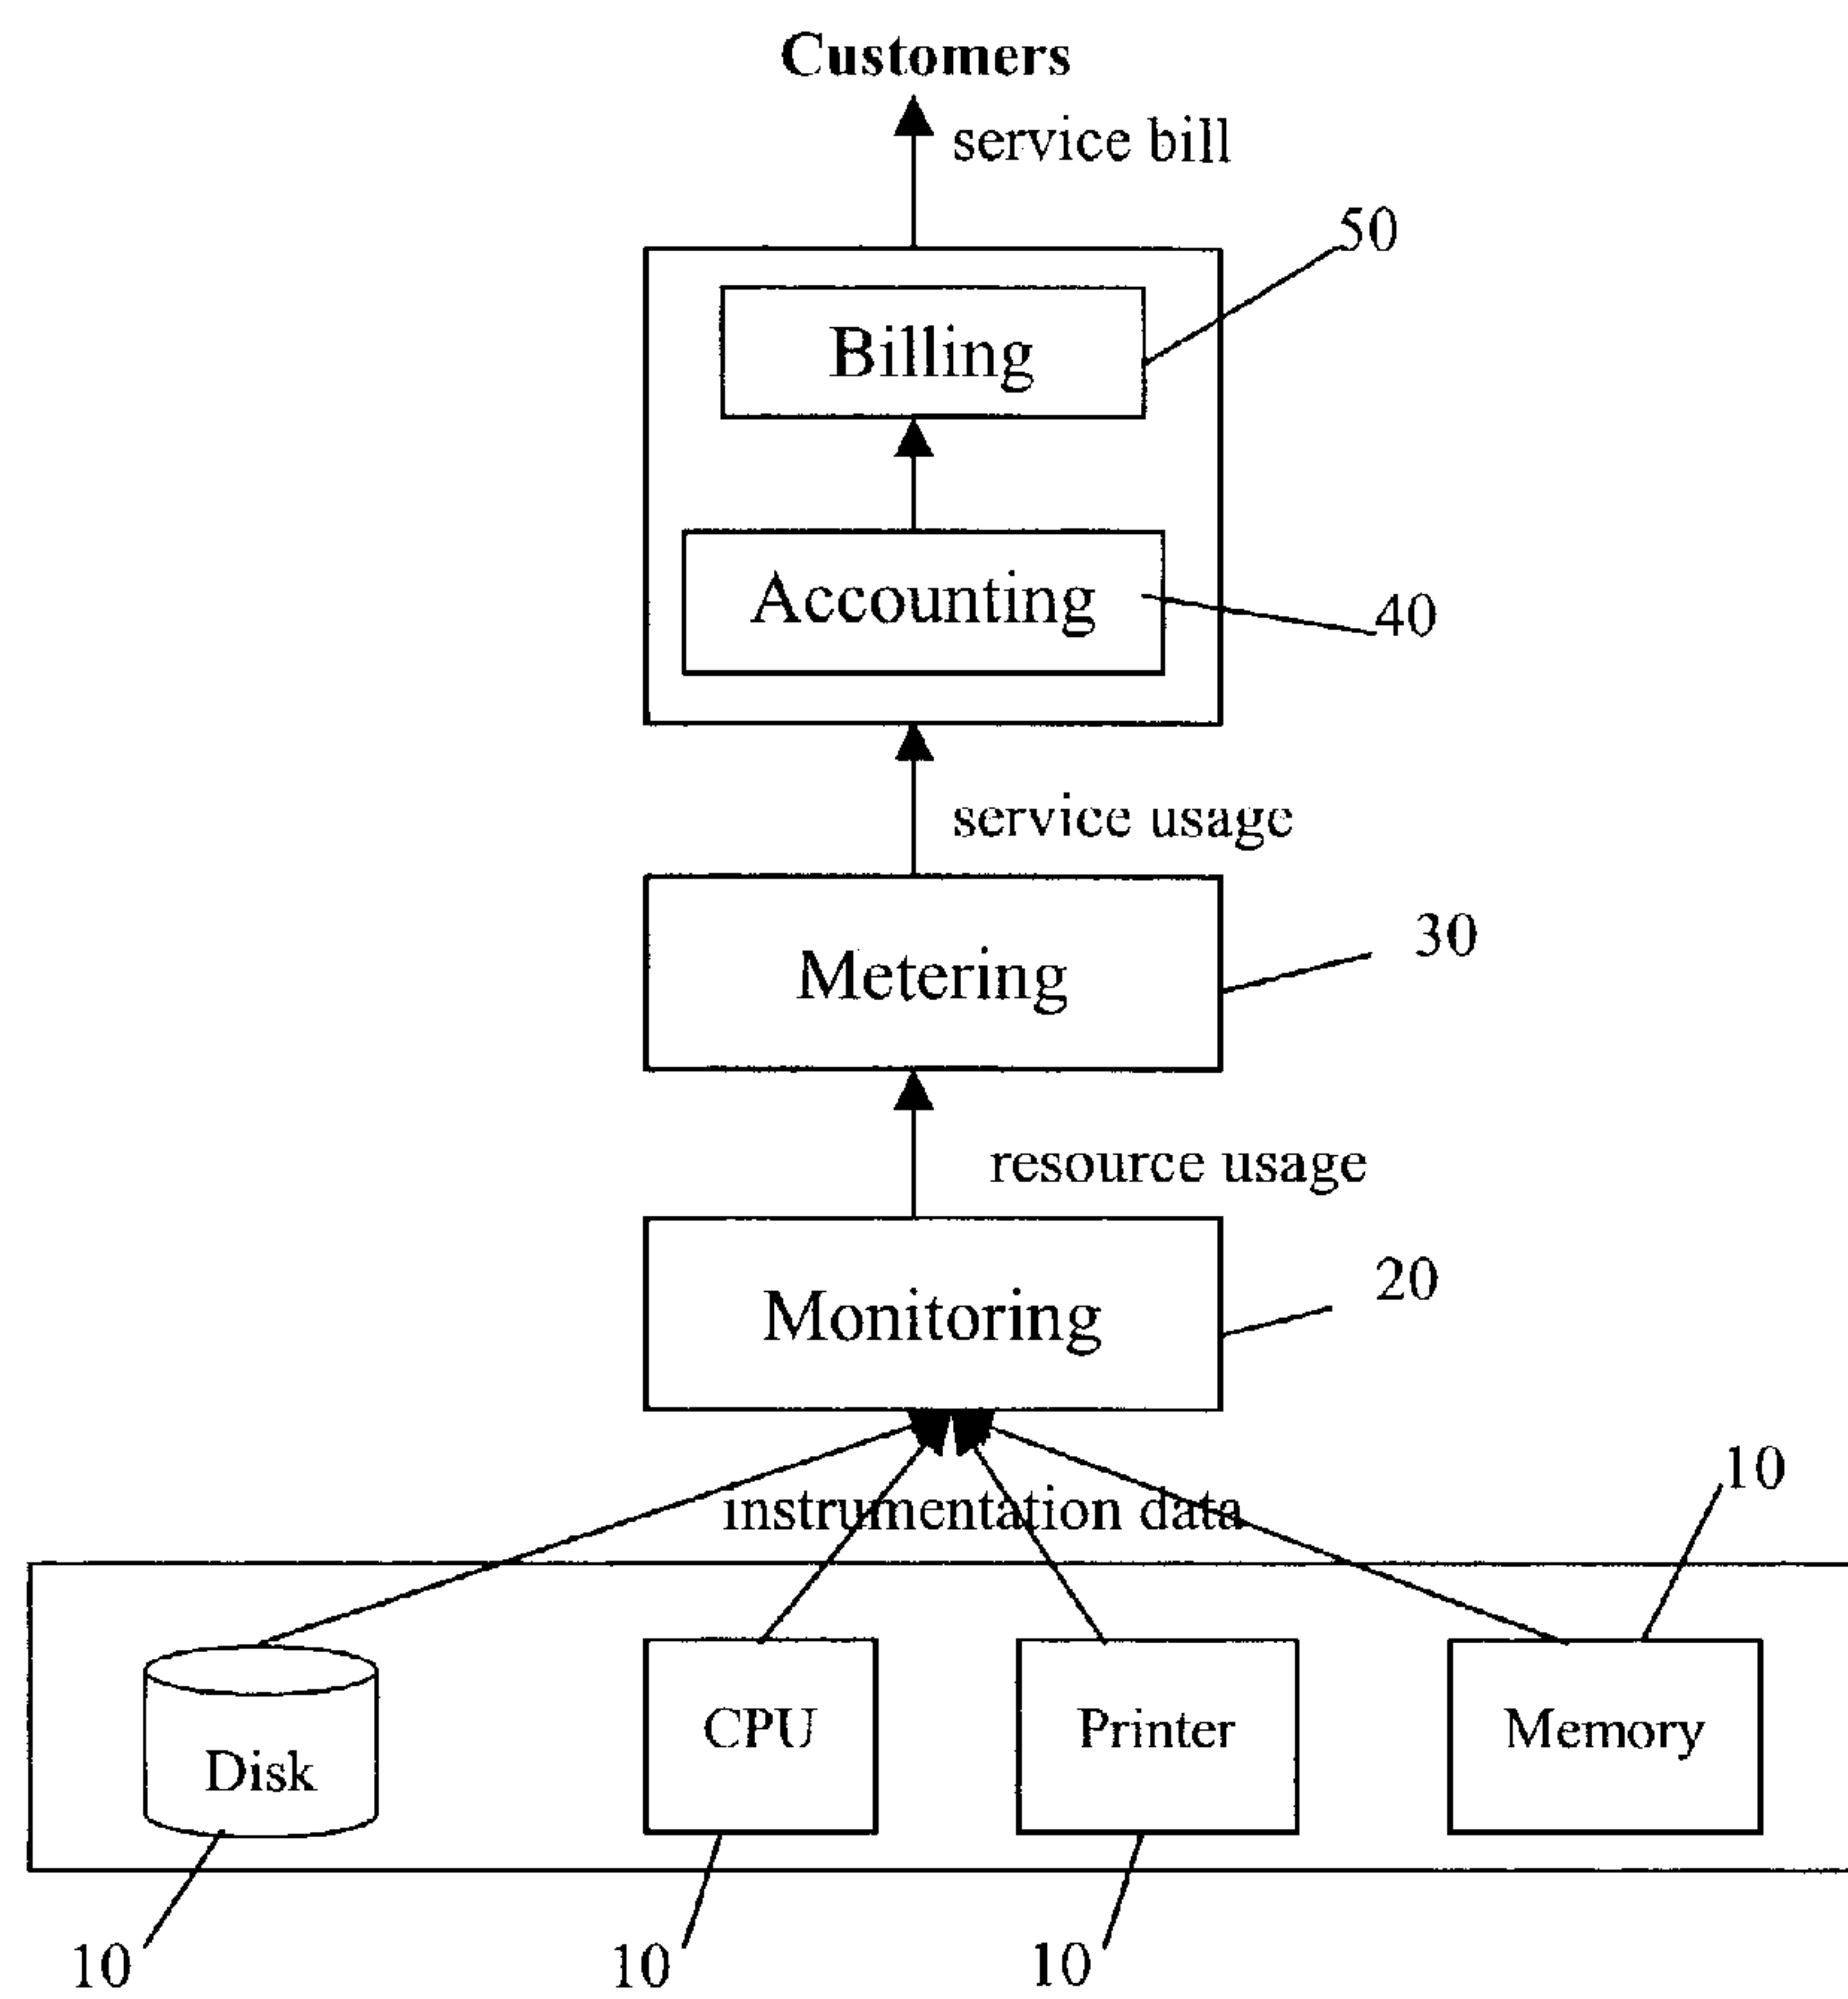 Customers
service bill
50
Billing
Accounting
40
service usage
30
Metering
resource usage
20
Monitoring
10
instrumentation data
CPU
Printer
Memory
Disk
10
10
10